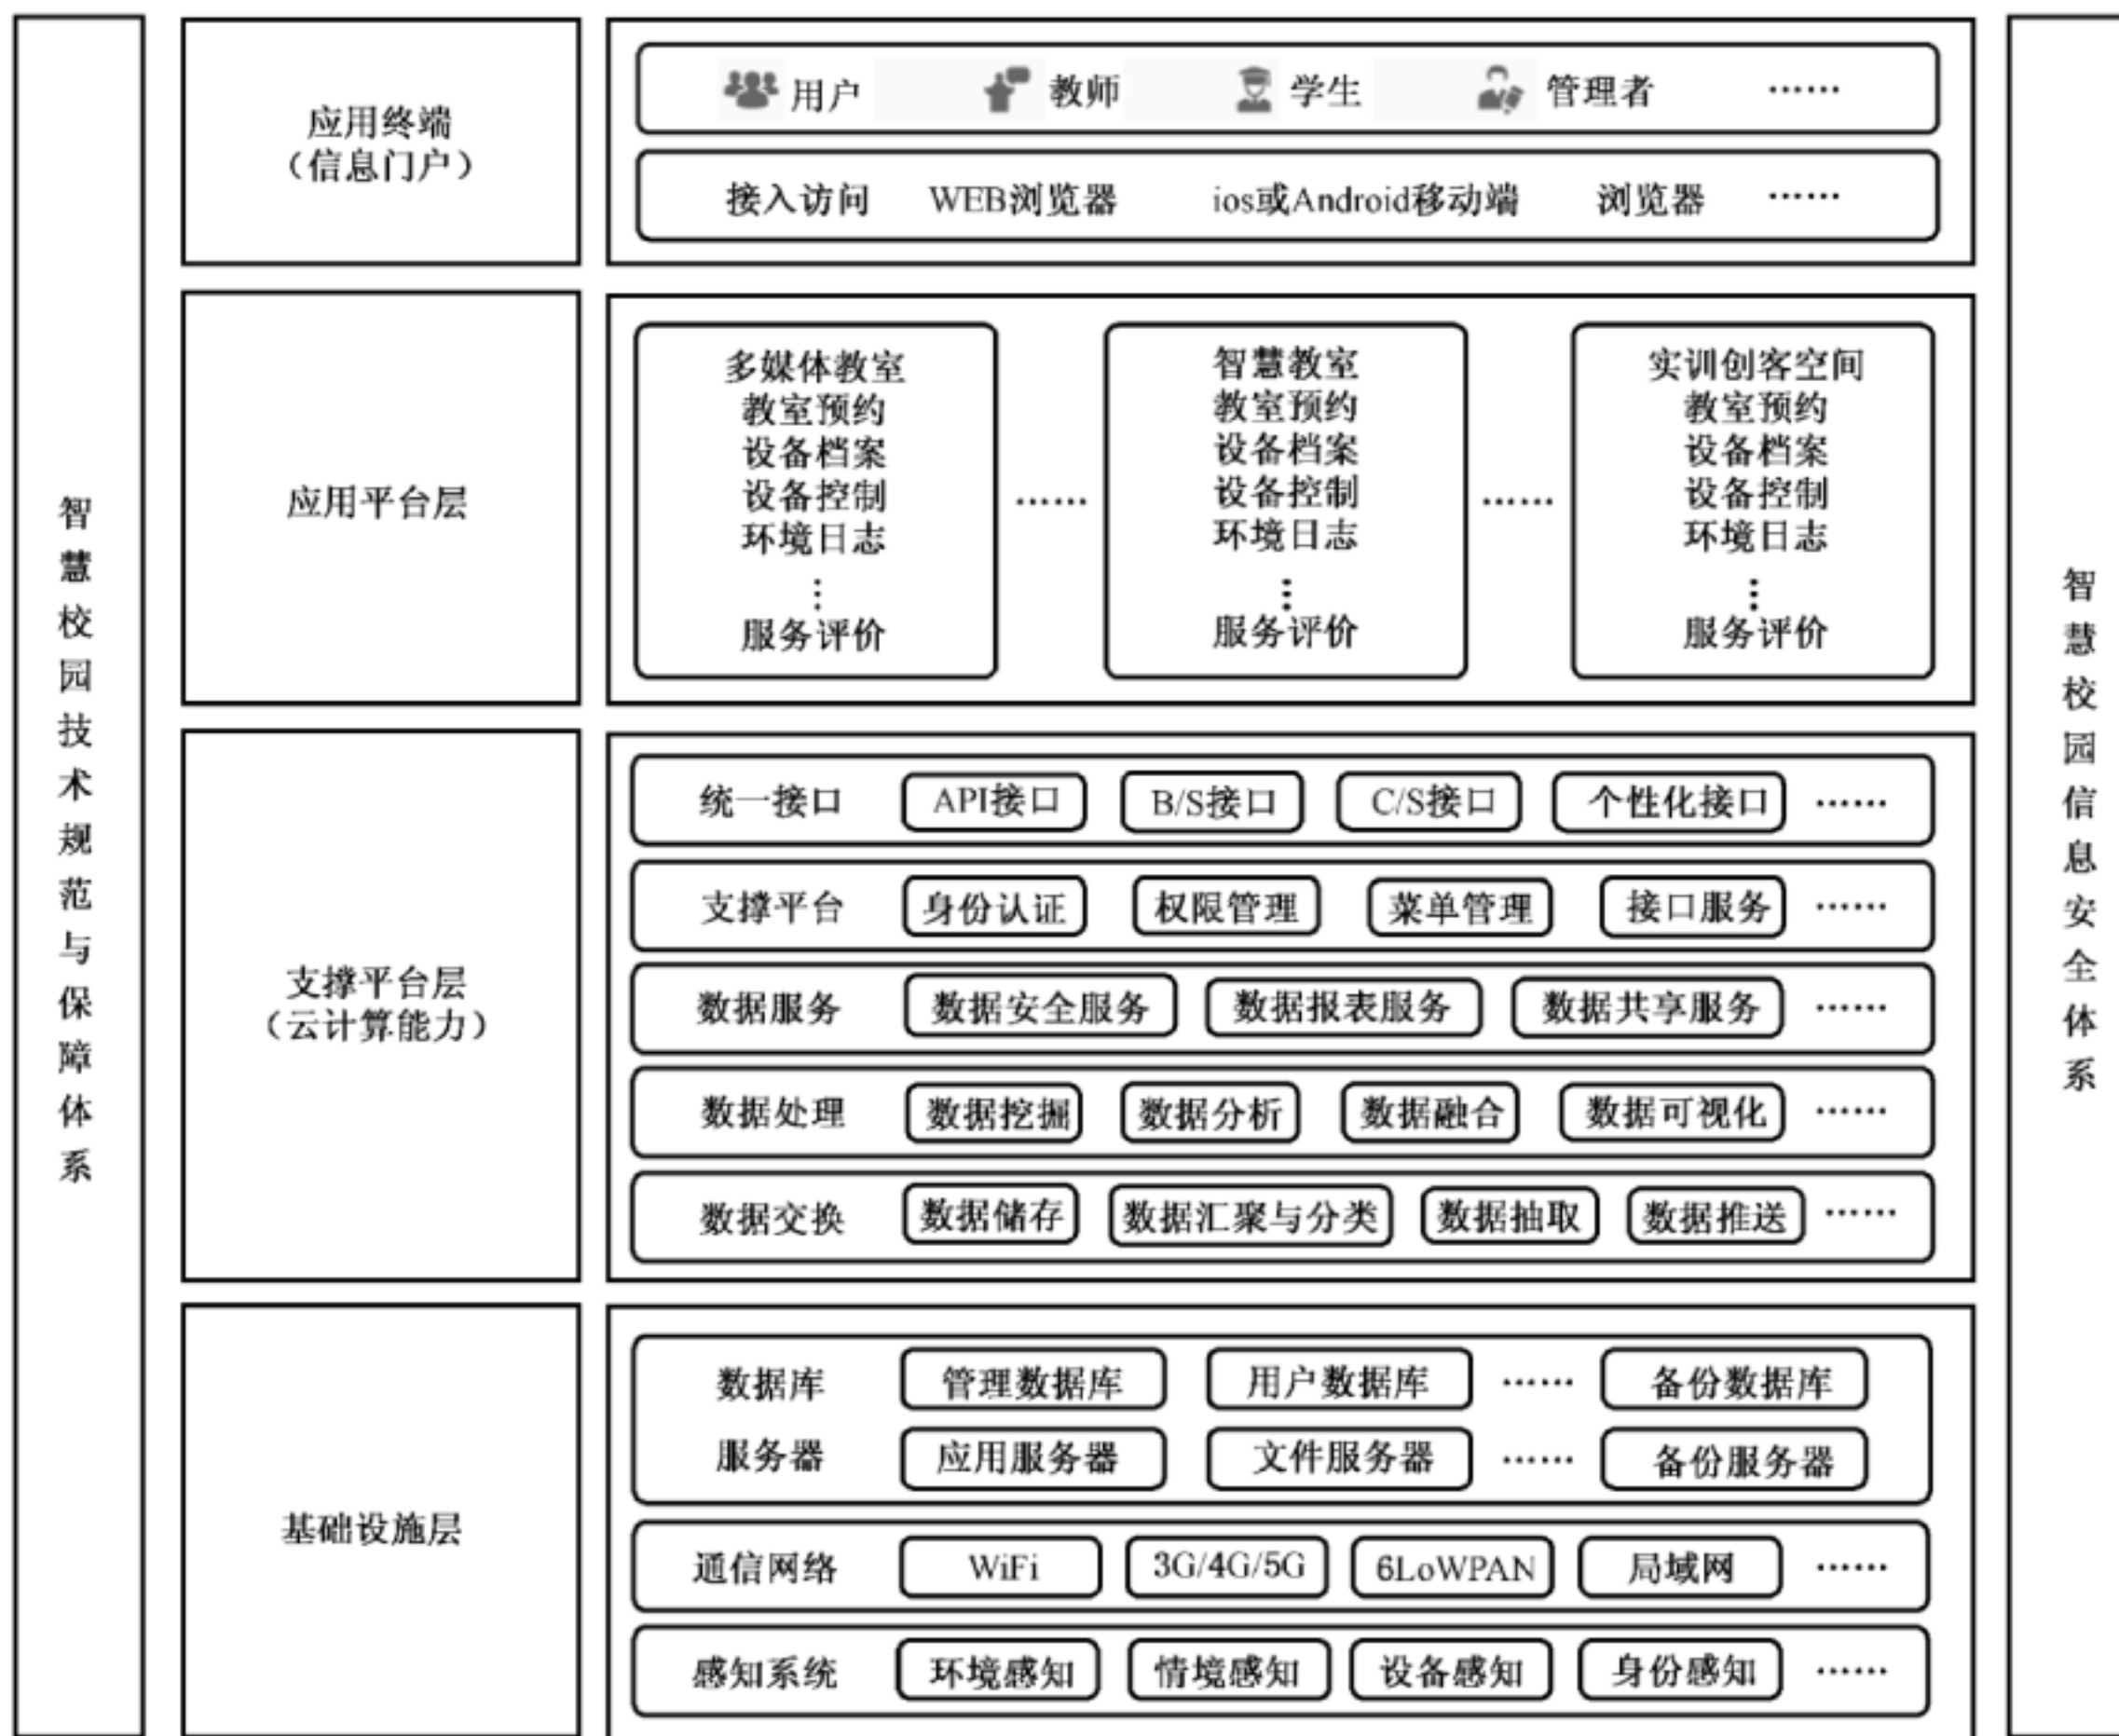 智慧校园技术规范与保障体系
应用终端
（信息门户）
用户 教师 学生 管理者 ……
接入访问 WEB浏览器 ios或Android移动端 浏览器 ……
应用平台层
多媒体教室
教室预约
设备档案
设备控制
环境日志
⋮
服务评价
……
智慧教室
教室预约
设备档案
设备控制
环境日志
⋮
服务评价
……
实训创客空间
教室预约
设备档案
设备控制
环境日志
⋮
服务评价
支撑平台层
（云计算能力）
统一接口 API接口 B/S接口 C/S接口 个性化接口 ……
支撑平台 身份认证 权限管理 菜单管理 接口服务 ……
数据服务 数据安全服务 数据报表服务 数据共享服务 ……
数据处理 数据挖掘 数据分析 数据融合 数据可视化 ……
数据交换 数据储存 数据汇聚与分类 数据抽取 数据推送 ……
基础设施层
数据库 管理数据库 用户数据库 …… 备份数据库
服务器 应用服务器 文件服务器 …… 备份服务器
通信网络 WiFi 3G/4G/5G 6LoWPAN 局域网 ……
感知系统 环境感知 情境感知 设备感知 身份感知 ……
智慧校园信息安全体系